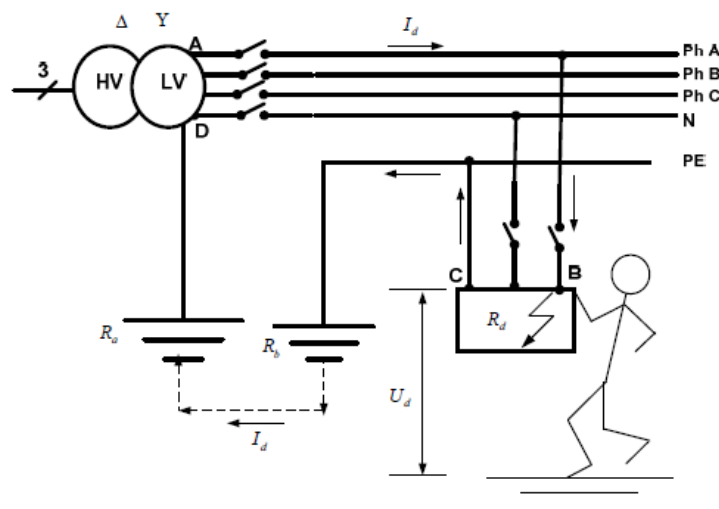 Δ Y
A
I_d
Ph A
3
HV
LV
Ph B
Ph C
D
N
PE
C
B
R_a
R_b
R_d
U_d
I_d